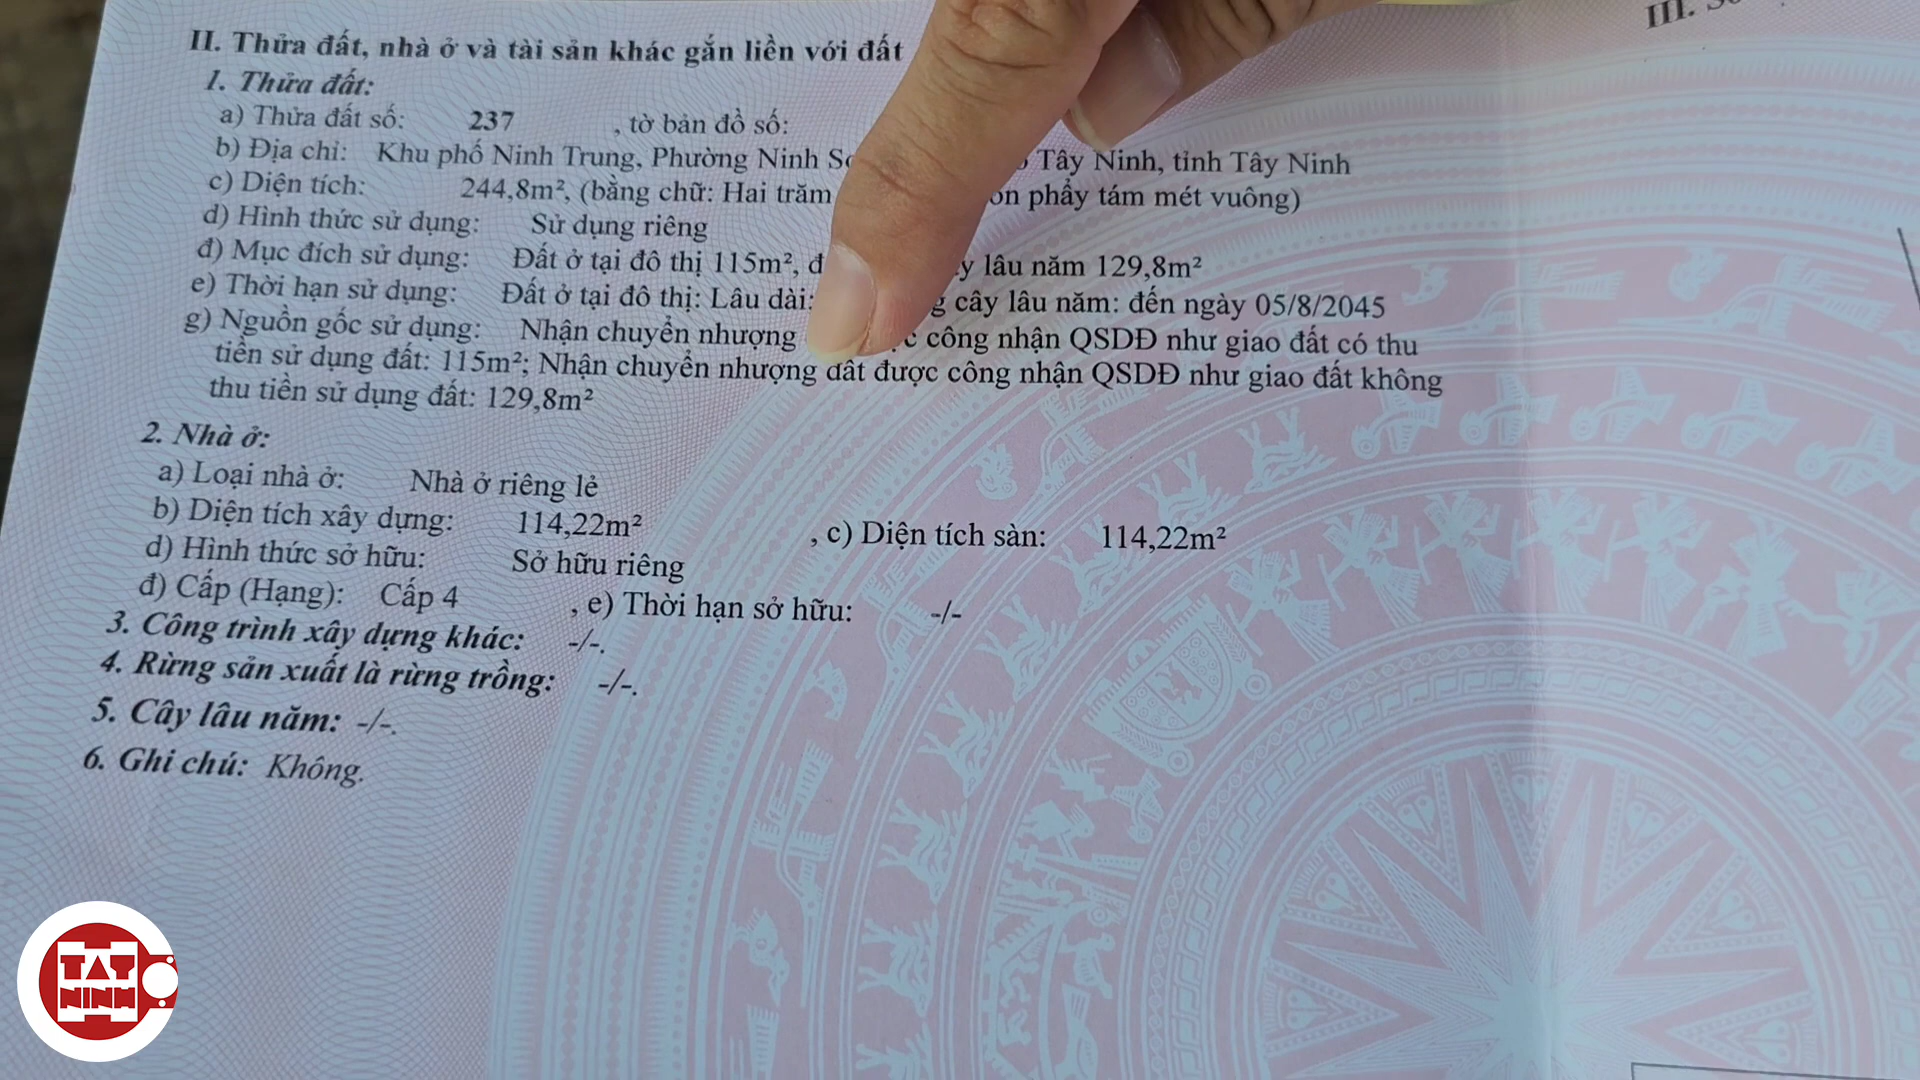 II. Thửa đất, nhà ở và tài sản khác gắn liền với đất
III.
1. Thửa đất:
a) Thửa đất số: 237 , tờ bản đồ số:
b) Địa chỉ: Khu phố Ninh Trung, Phường Ninh Tây Ninh, tỉnh Tây Ninh
c) Diện tích: 244,8m², (bằng chữ: Hai trăm phẩy tám mét vuông)
d) Hình thức sử dụng: Sử dụng riêng
đ) Mục đích sử dụng: Đất ở tại đô thị 115m², lâu năm 129,8m²
e) Thời hạn sử dụng: Đất ở tại đô thị: Lâu dài: cây lâu năm: đến ngày 05/8/2045
g) Nguồn gốc sử dụng: Nhận chuyển nhượng công nhận QSDĐ như giao đất có thu
tiền sử dụng đất: 115m²; Nhận chuyển nhượng đất được công nhận QSDĐ như giao đất không
thu tiền sử dụng đất: 129,8m²
2. Nhà ở:
a) Loại nhà ở: Nhà ở riêng lẻ
b) Diện tích xây dựng: 114,22m² , c) Diện tích sàn: 114,22m²
d) Hình thức sở hữu: Sở hữu riêng
đ) Cấp (Hạng): Cấp 4 , e) Thời hạn sở hữu: -/-
3. Công trình xây dựng khác: -/-.
4. Rừng sản xuất là rừng trồng: -/-.
5. Cây lâu năm: -/-.
6. Ghi chú: Không.
TAY
NINH